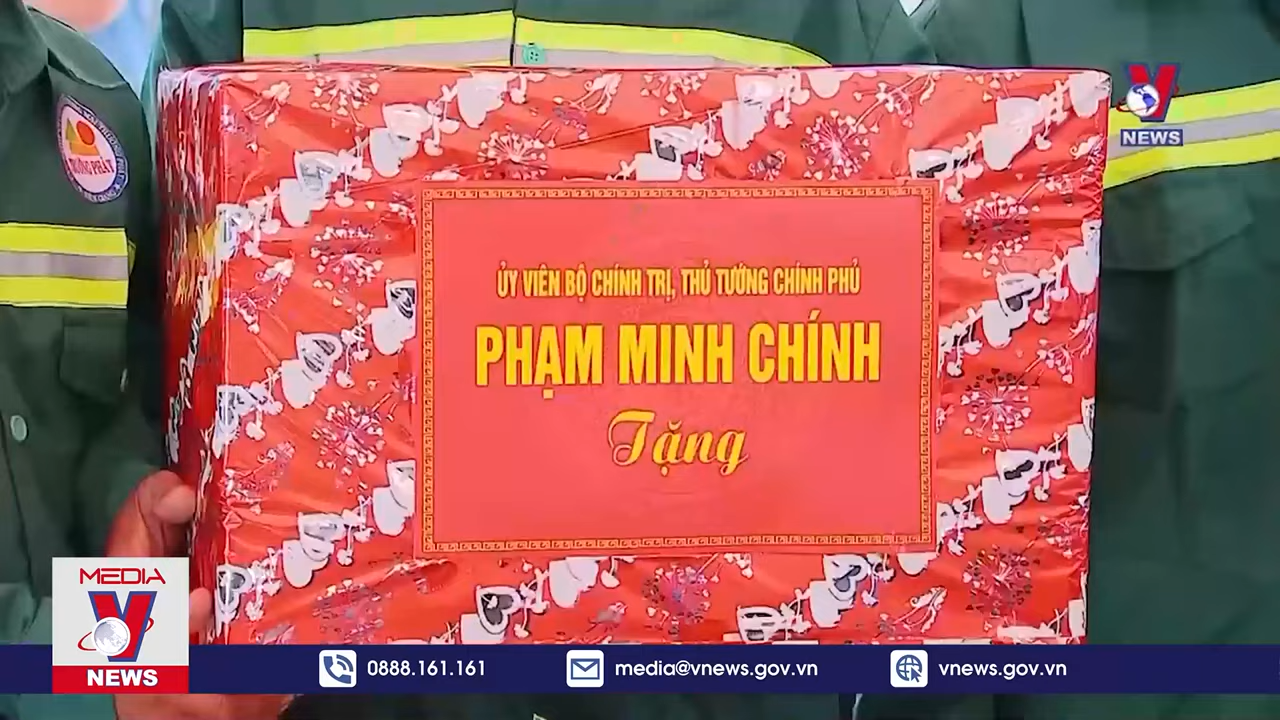 NEWS
ỦY VIÊN BỘ CHÍNH TRỊ, THỦ TƯỚNG CHÍNH PHỦ
PHẠM MINH CHÍNH
Tặng
MEDIA
NEWS
0888.161.161
media@vnews.gov.vn
vnews.gov.vn